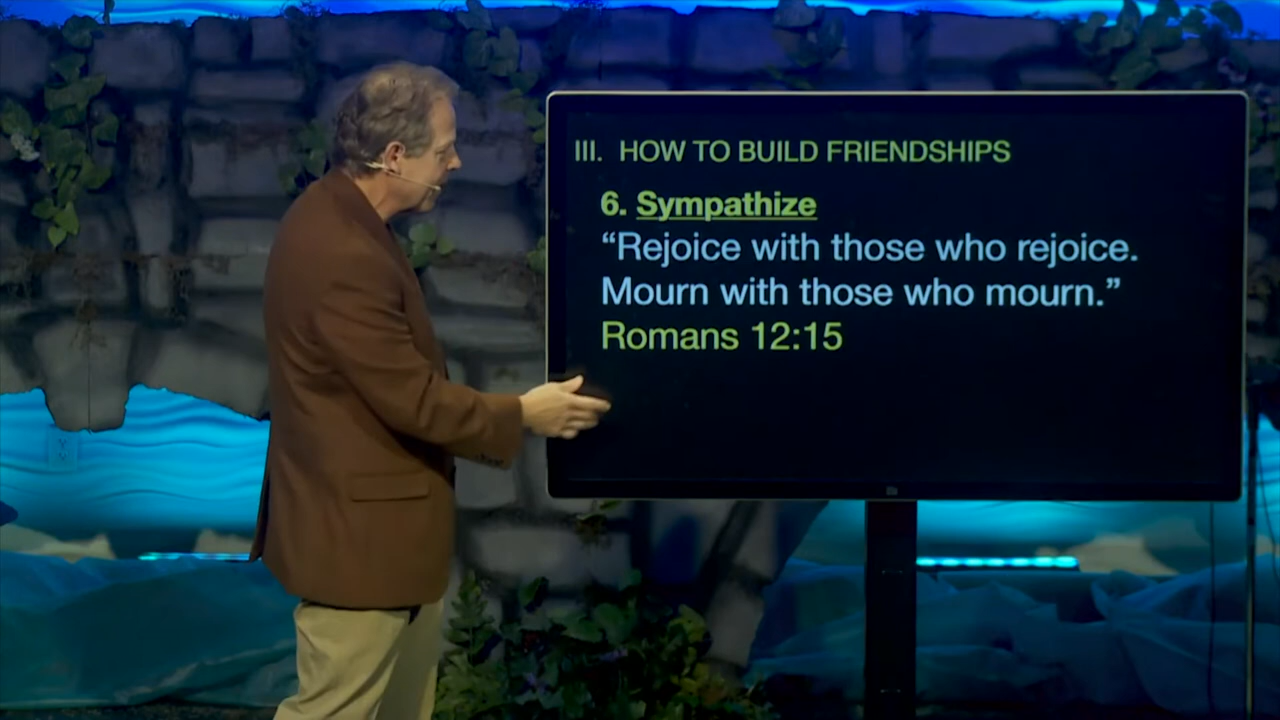 III. HOW TO BUILD FRIENDSHIPS
6. Sympathize
“Rejoice with those who rejoice.
Mourn with those who mourn.”
Romans 12:15